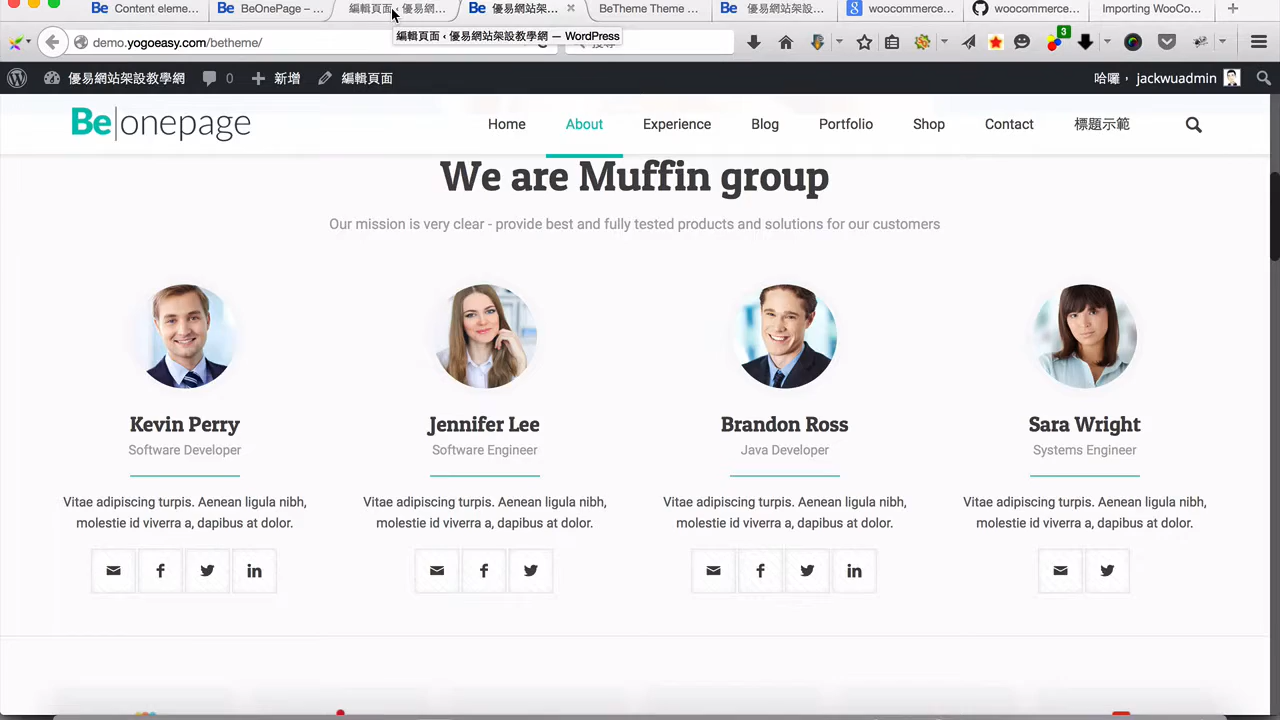 Content eleme...
BeOnePage – ...
編輯頁面 ‹ 優易網...
優易網站架...
BeTheme Theme ...
優易網站架設...
woocommerce...
woocommerce...
Importing WooCo...
demo.yogoeasy.com/betheme/
編輯頁面 ‹ 優易網站架設教學網 — WordPress
搜尋
3
優易網站架設教學網
0
新增
編輯頁面
哈囉， jackwuadmin
Be|onepage
Home
About
Experience
Blog
Portfolio
Shop
Contact
標題示範
We are Muffin group
Our mission is very clear - provide best and fully tested products and solutions for our customers
Kevin Perry
Software Developer
Vitae adipiscing turpis. Aenean ligula nibh,
molestie id viverra a, dapibus at dolor.
Jennifer Lee
Software Engineer
Vitae adipiscing turpis. Aenean ligula nibh,
molestie id viverra a, dapibus at dolor.
Brandon Ross
Java Developer
Vitae adipiscing turpis. Aenean ligula nibh,
molestie id viverra a, dapibus at dolor.
Sara Wright
Systems Engineer
Vitae adipiscing turpis. Aenean ligula nibh,
molestie id viverra a, dapibus at dolor.